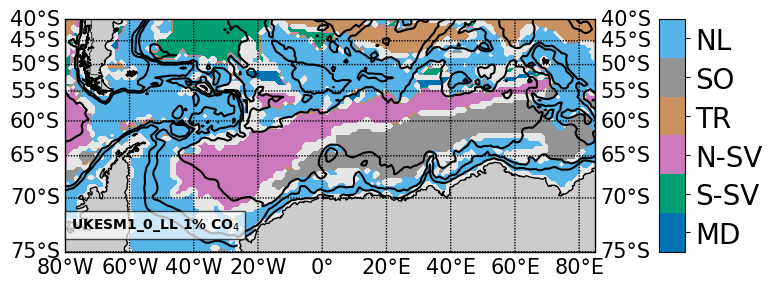 40°S 40°S NL
45°S 45°S
50°S 50°S SO
55°S 55°S TR
60°S 60°S N-SV
65°S 65°S
70°S 70°S S-SV
UKESM1_0_LL 1% CO₄ MD
75°S 75°S
80°W 60°W 40°W 20°W 0° 20°E 40°E 60°E 80°E